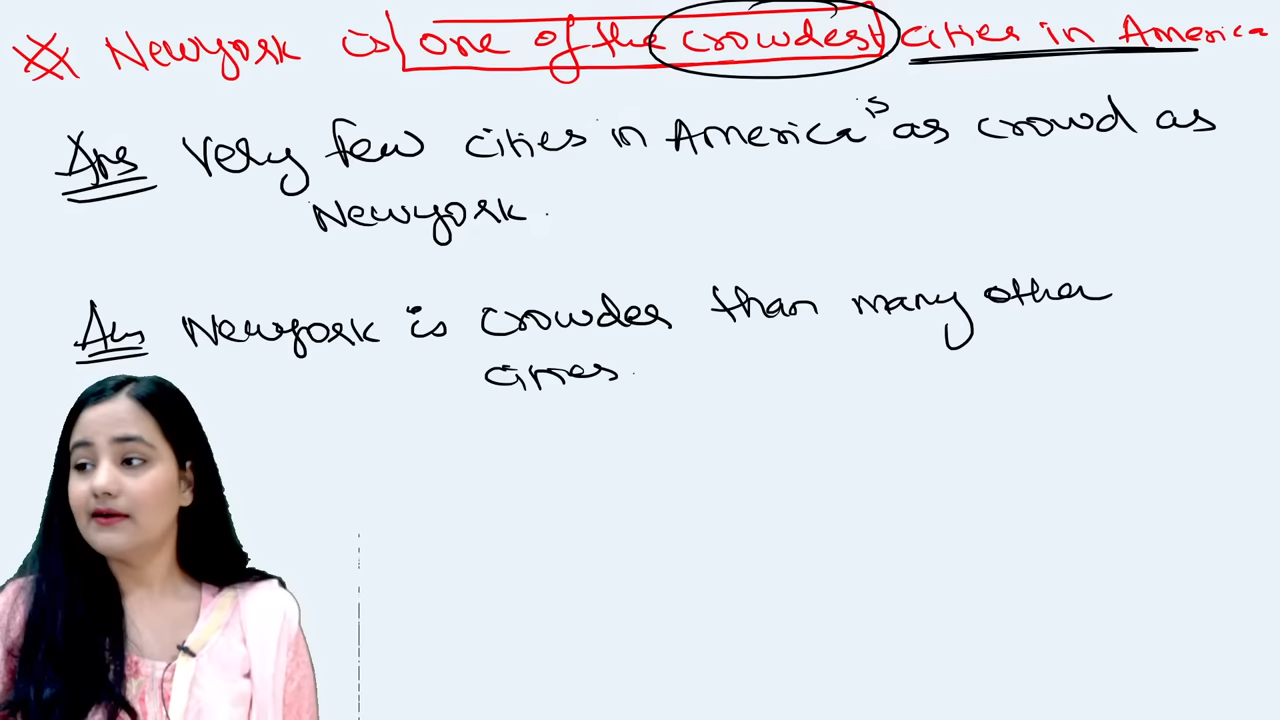 Newyork is one of the crowdest cities in America
Ans Very few cities in America is as crowd as
Newyork.
Ans Newyork is crowder than many other
cities.